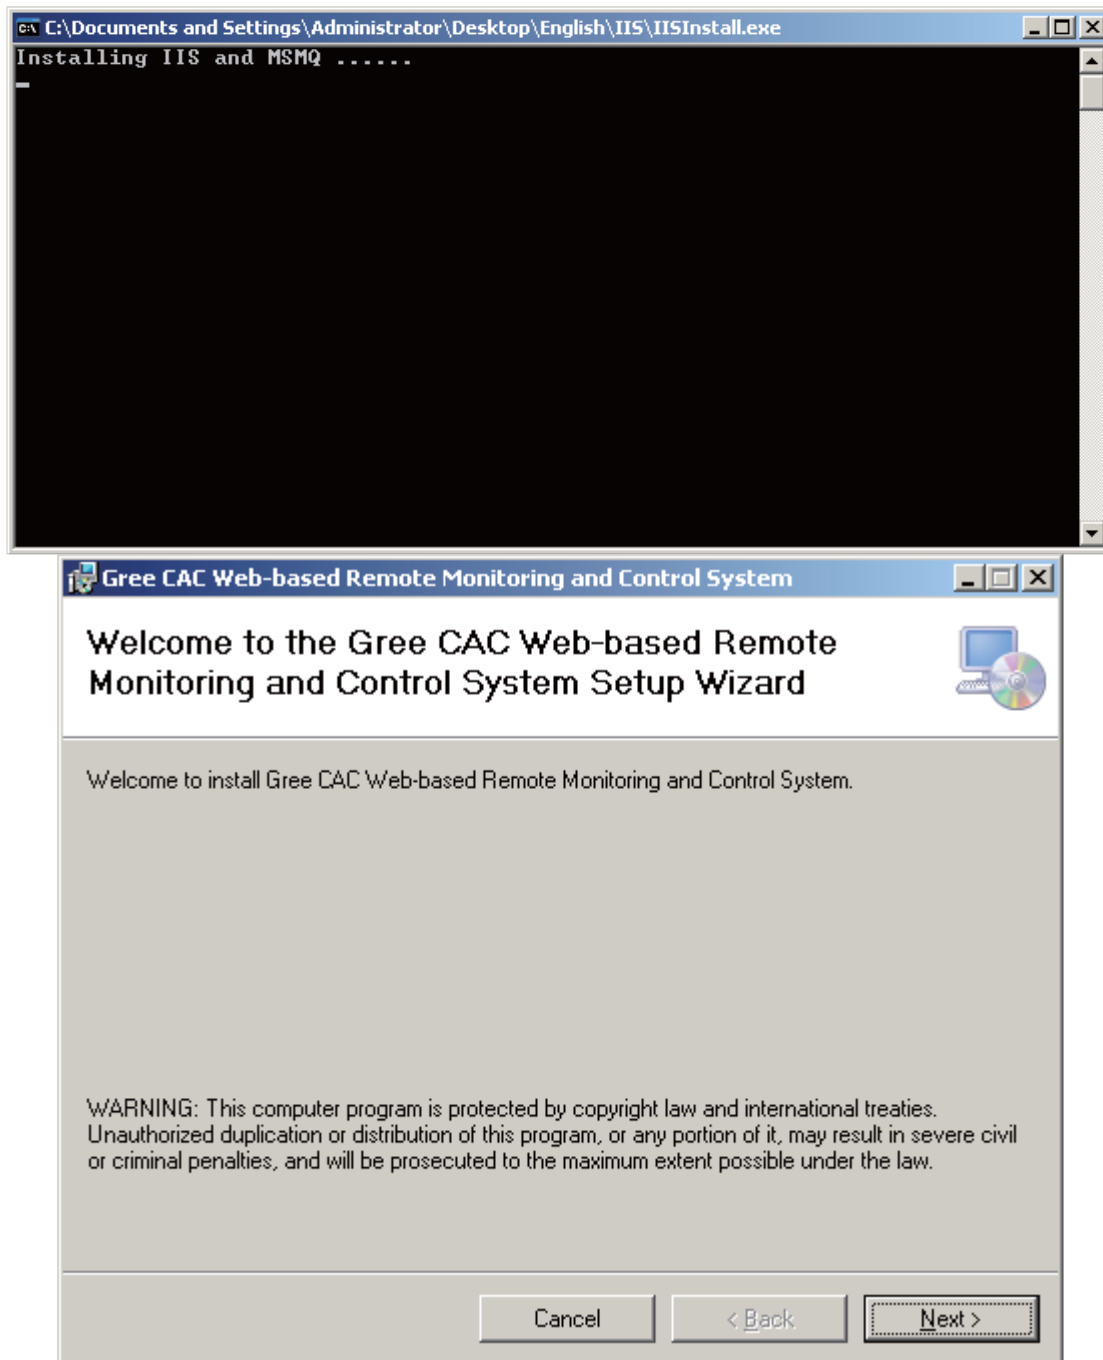 C:\Documents and Settings\Administrator\Desktop\English\IIS\IISInstall.exe
Installing IIS and MSMQ ......
Gree CAC Web-based Remote Monitoring and Control System
Welcome to the Gree CAC Web-based Remote
Monitoring and Control System Setup Wizard
Welcome to install Gree CAC Web-based Remote Monitoring and Control System.
WARNING: This computer program is protected by copyright law and international treaties.
Unauthorized duplication or distribution of this program, or any portion of it, may result in severe civil
or criminal penalties, and will be prosecuted to the maximum extent possible under the law.
Cancel
< Back
Next >